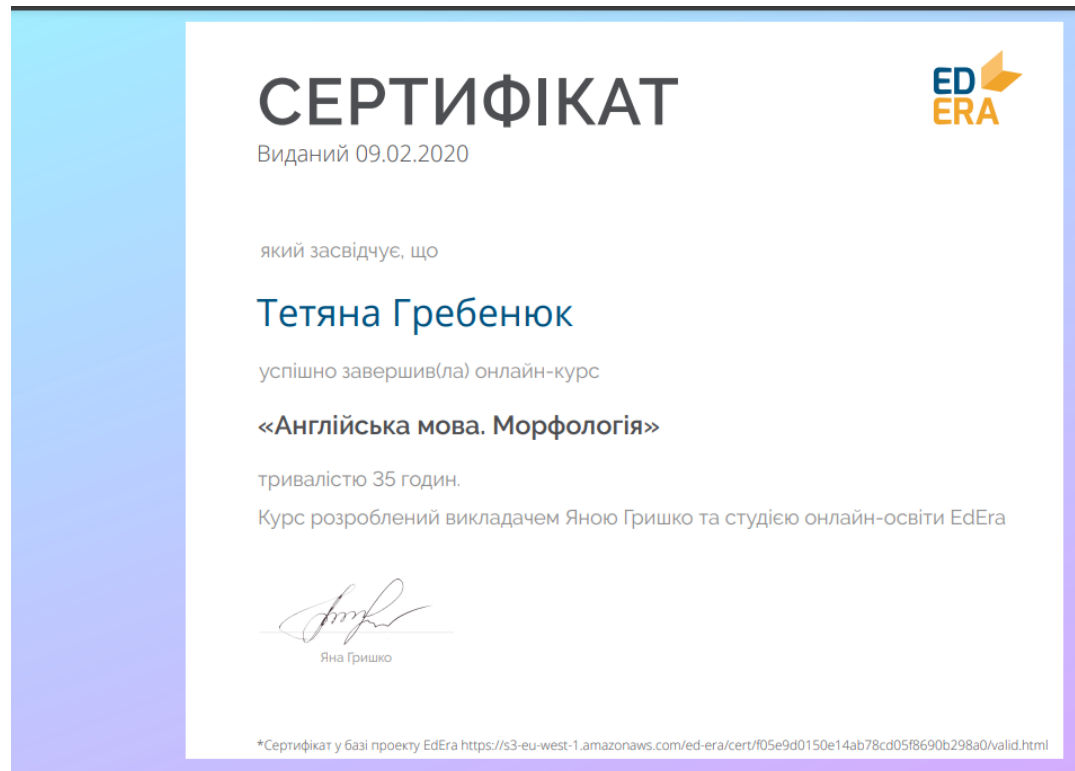 СЕРТИФІКАТ
ED
ERA
Виданий 09.02.2020
який засвідчує, що
Тетяна Гребенюк
успішно завершив(ла) онлайн-курс
«Англійська мова. Морфологія»
тривалістю 35 годин.
Курс розроблений викладачем Яною Гришко та студією онлайн-освіти EdEra
Яна Гришко
*Сертифікат у базі проекту EdEra https://s3-eu-west-1.amazonaws.com/ed-era/cert/f05e9d0150e14ab78cd05f8690b298a0/valid.html